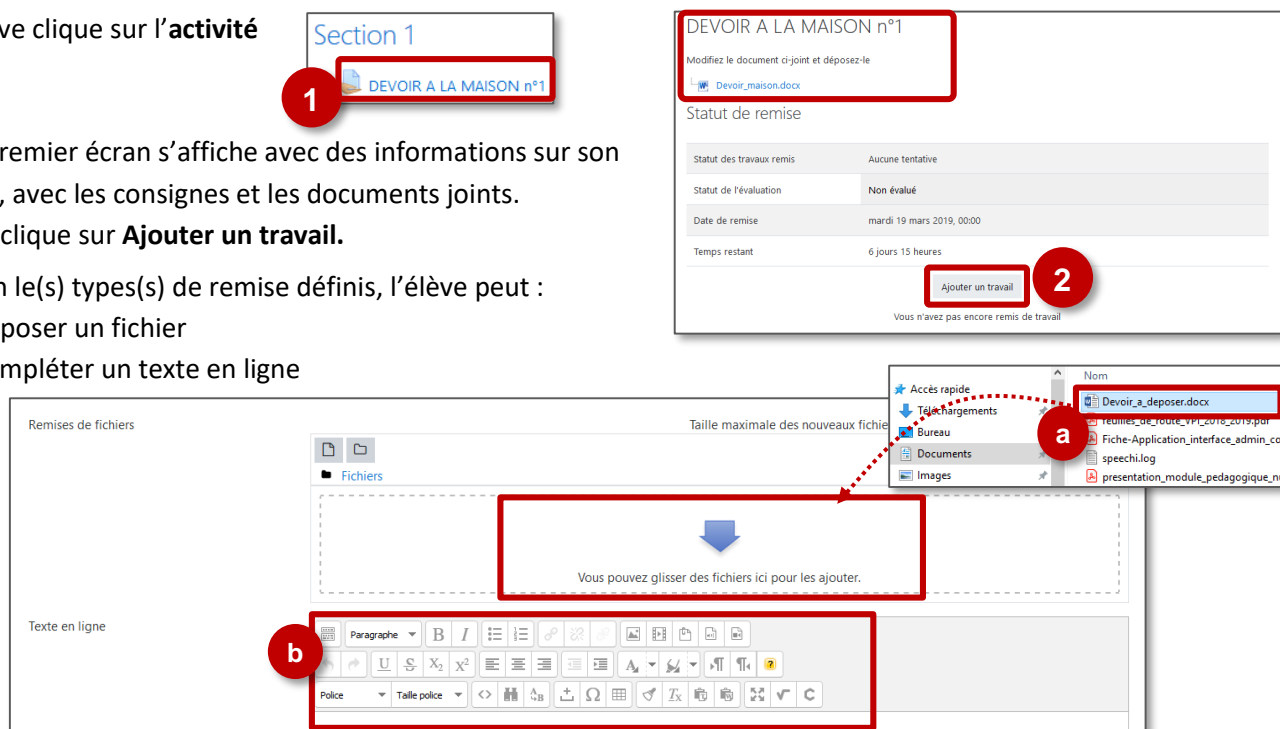 ve clique sur l’activité
Section 1
DEVOIR A LA MAISON n°1
1
remier écran s’affiche avec des informations sur son
, avec les consignes et les documents joints.
clique sur Ajouter un travail.
n le(s) types(s) de remise définis, l’élève peut :
poser un fichier
mpléter un texte en ligne
DEVOIR A LA MAISON n°1
Modifiez le document ci-joint et déposez-le
Devoir_maison.docx
Statut de remise
Statut des travaux remis Aucune tentative
Statut de l'évaluation Non évalué
Date de remise mardi 19 mars 2019, 00:00
Temps restant 6 jours 15 heures
Ajouter un travail
2
Vous n'avez pas encore remis de travail
Accès rapide
Téléchargements
Bureau
Documents
Images
Nom
Devoir_a_deposer.docx
feuilles_de_route_VPI_2018_2019.pdf
Fiche-Application_interface_admin_co
speechi.log
presentation_module_pedagogique_nu
a
Remises de fichiers
Taille maximale des nouveaux fichie
Fichiers
Vous pouvez glisser des fichiers ici pour les ajouter.
Texte en ligne
b
Paragraphe B I
U S X₂ X²
Police Taille police